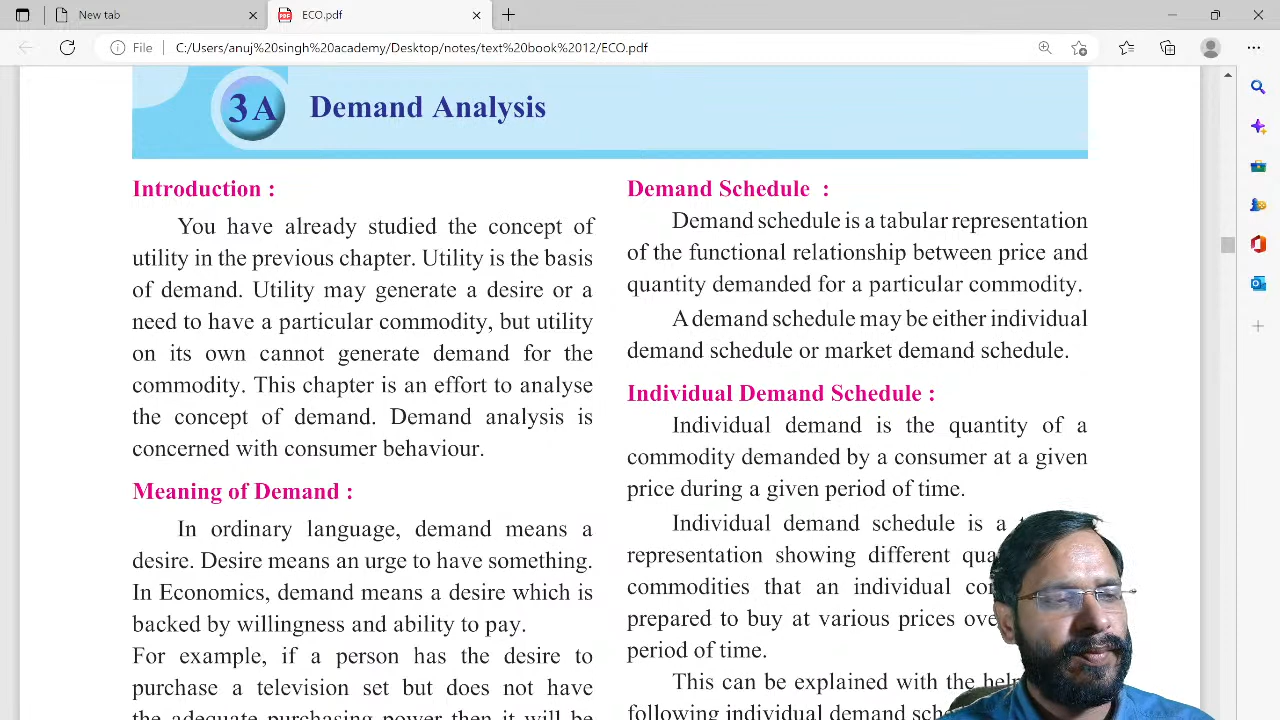 New tab
ECO.pdf
File
C:/Users/anuj%20singh%20academy/Desktop/notes/text%20book%2012/ECO.pdf
3A Demand Analysis
Introduction :
You have already studied the concept of
utility in the previous chapter. Utility is the basis
of demand. Utility may generate a desire or a
need to have a particular commodity, but utility
on its own cannot generate demand for the
commodity. This chapter is an effort to analyse
the concept of demand. Demand analysis is
concerned with consumer behaviour.
Meaning of Demand :
In ordinary language, demand means a
desire. Desire means an urge to have something.
In Economics, demand means a desire which is
backed by willingness and ability to pay.
For example, if a person has the desire to
purchase a television set but does not have
the adequate purchasing power then it will be
Demand Schedule :
Demand schedule is a tabular representation
of the functional relationship between price and
quantity demanded for a particular commodity.
A demand schedule may be either individual
demand schedule or market demand schedule.
Individual Demand Schedule :
Individual demand is the quantity of a
commodity demanded by a consumer at a given
price during a given period of time.
Individual demand schedule is a
representation showing different
commodities that an individual
prepared to buy at various prices
period of time.
This can be explained with the
following individual demand